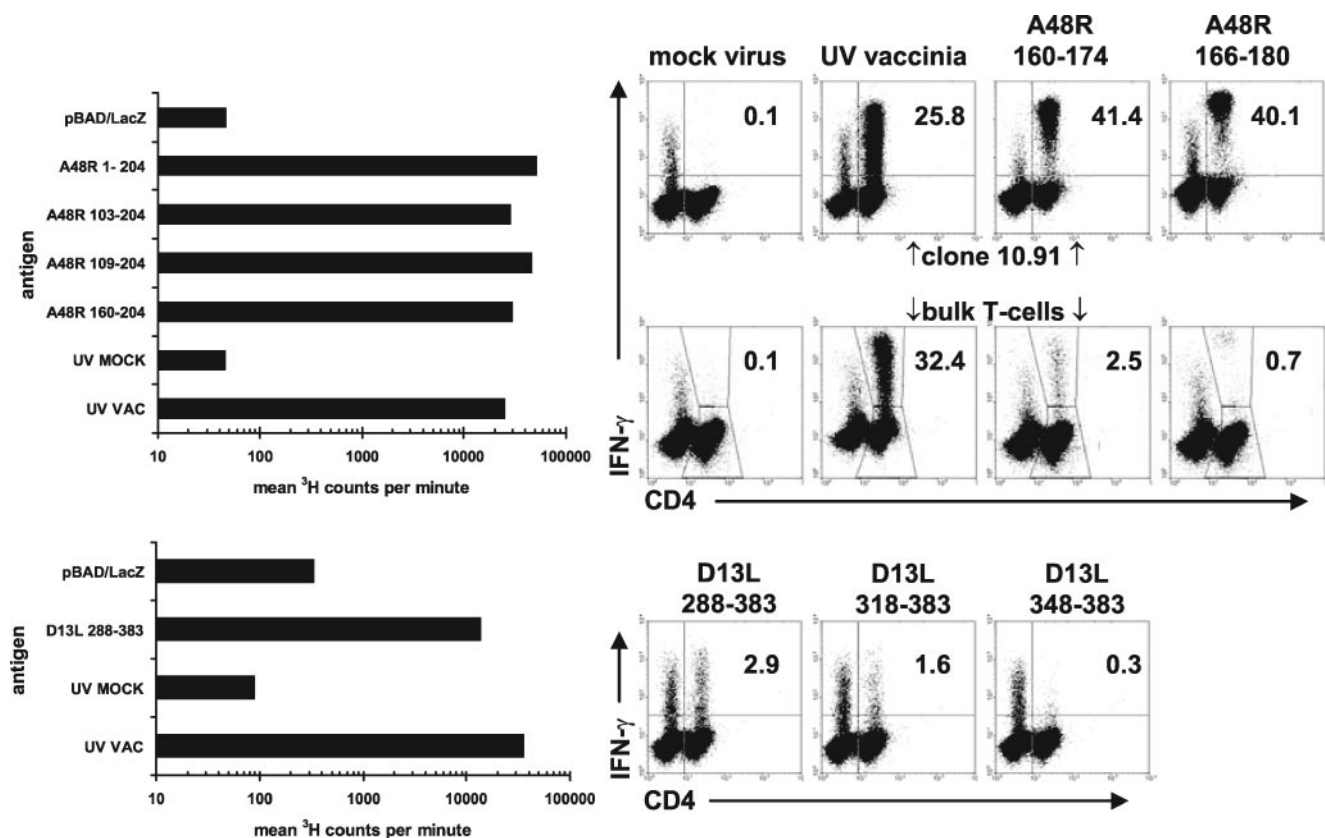 pBAD/LacZ
A48R 1- 204
A48R 103-204
A48R 109-204
A48R 160-204
UV MOCK
UV VAC
antigen
10 100 1000 10000 100000
mean ³H counts per minute
mock virus UV vaccinia A48R 160-174 A48R 166-180
0.1 25.8 41.4 40.1
↑clone 10.91 ↑
↓bulk T-cells ↓
0.1 32.4 2.5 0.7
IFN-γ
CD4
pBAD/LacZ
D13L 288-383
UV MOCK
UV VAC
antigen
10 100 1000 10000 100000
mean ³H counts per minute
D13L D13L D13L
288-383 318-383 348-383
2.9 1.6 0.3
IFN-γ
CD4